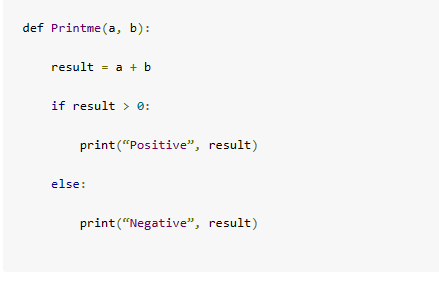 def Printme(a, b):
    result = a + b
    if result > 0:
        print(“Positive”, result)
    else:
        print(“Negative”, result)